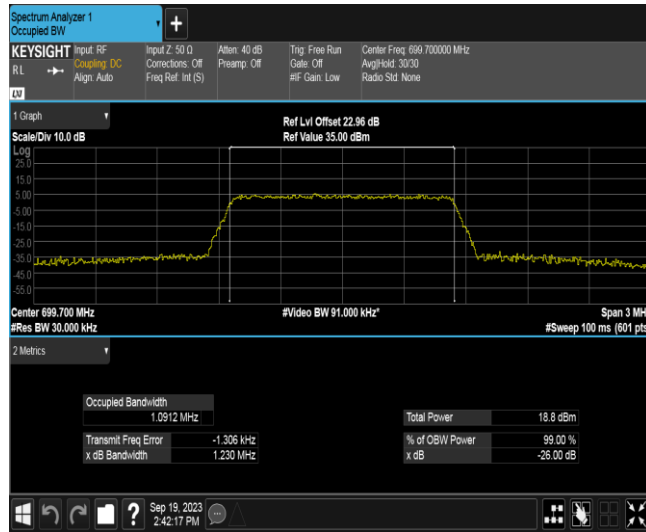 Spectrum Analyzer 1
Occupied BW
KEYSIGHT
RL
LXI
Input: RF
Coupling: DC
Align: Auto
Input Z: 50 Ω
Corrections: Off
Freq Ref: Int (S)
Atten: 40 dB
Preamp: Off
Trig: Free Run
Gate: Off
#IF Gain: Low
Center Freq: 699.700000 MHz
Avg|Hold: 30/30
Radio Std: None
1 Graph
Scale/Div 10.0 dB
Ref Lvl Offset 22.96 dB
Ref Value 35.00 dBm
Log
25.0
15.0
5.00
-5.00
-15.0
-25.0
-35.0
-45.0
-55.0
Center 699.700 MHz
#Video BW 91.000 kHz*
Span 3 MH
#Res BW 30.000 kHz
#Sweep 100 ms (601 pts
2 Metrics
Occupied Bandwidth
1.0912 MHz
Total Power 18.8 dBm
Transmit Freq Error -1.306 kHz
% of OBW Power 99.00 %
x dB Bandwidth 1.230 MHz
x dB -26.00 dB
Sep 19, 2023
2:42:17 PM